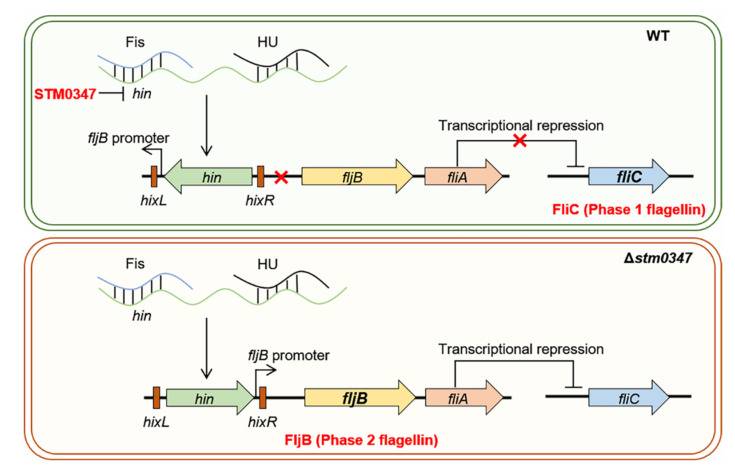 WT
Fis HU
STM0347 hin
fljB promoter Transcriptional repression
hin fljB fliA fliC
hixL hixR
FliC (Phase 1 flagellin)
Δstm0347
Fis HU
hin
fljB promoter Transcriptional repression
hin fljB fliA fliC
hixL hixR
FljB (Phase 2 flagellin)